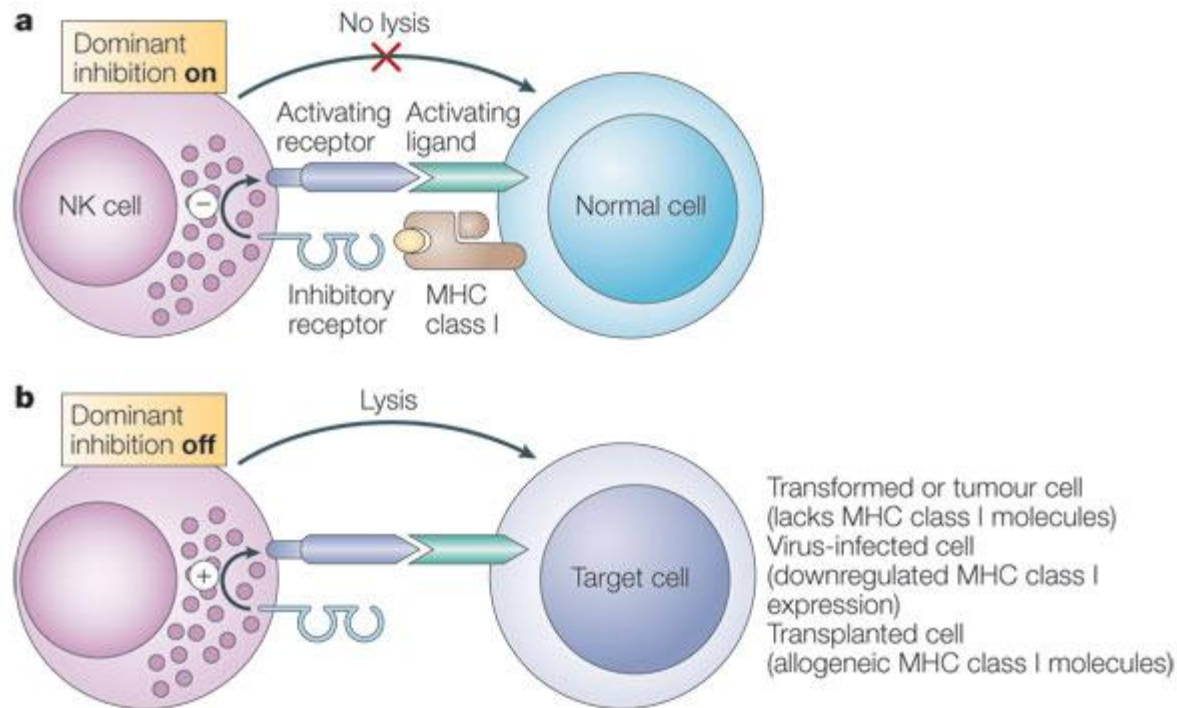 a
Dominant
inhibition on
No lysis
Activating
receptor
Activating
ligand
NK cell
−
Normal cell
Inhibitory
receptor
MHC
class I
b
Dominant
inhibition off
Lysis
+
Target cell
Transformed or tumour cell
(lacks MHC class I molecules)
Virus-infected cell
(downregulated MHC class I
expression)
Transplanted cell
(allogeneic MHC class I molecules)